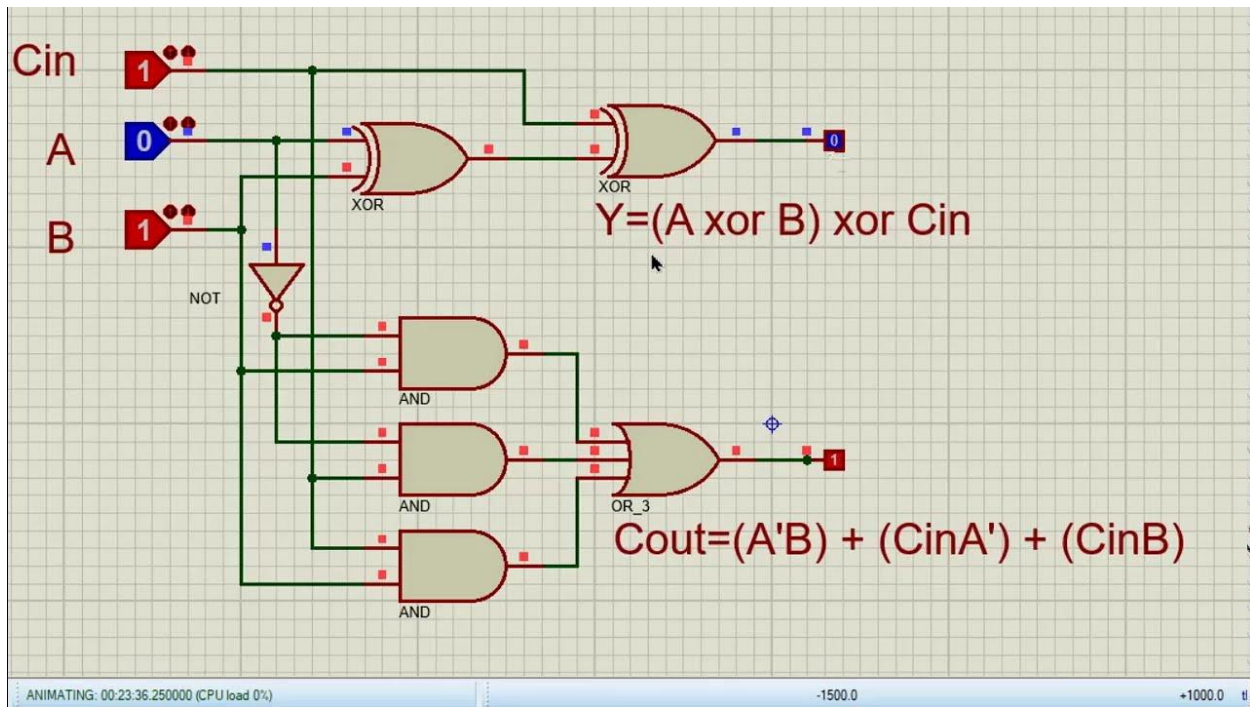 Cin
1
A
0
B
1
XOR
XOR
0
Y=(A xor B) xor Cin
NOT
AND
AND
OR_3
1
Cout=(A'B) + (CinA') + (CinB)
AND
ANIMATING: 00:23:36.250000 (CPU load 0%)
-1500.0
+1000.0